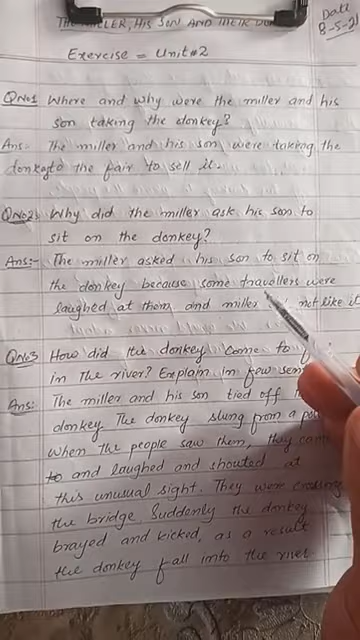 THE MILLER, HIS SON AND THEIR
Date
8-5-21
Exercise = Unit#2
QNo1 Where and why were the miller and his
son taking the donkey?
Ans:- The miller and his son were taking the
donkey to the fair to sell it.
QNo2: Why did the miller ask his son to
sit on the donkey?
Ans:- The miller asked his son to sit on
the donkey because some travellers were
laughed at them and miller not like it
QNo3 How did the donkey come to
in the river? Explain in few
Ans: The miller and his son tied off
donkey The donkey slung from a
when the people saw them, they
to and laughed and shouted at
this unusual sight. They were crossing
the bridge. Suddenly the donkey
brayed and kicked, as a result
the donkey fall into the river.